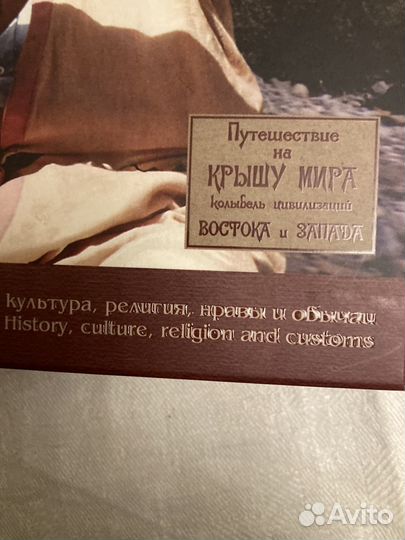 Путешествие
на
КРЫШУ МИРА
колыбель цивилизаций
ВОСТОКА и ЗАПАДА
культура, религия, нравы и обычаи
History, culture, religion and customs
Avito